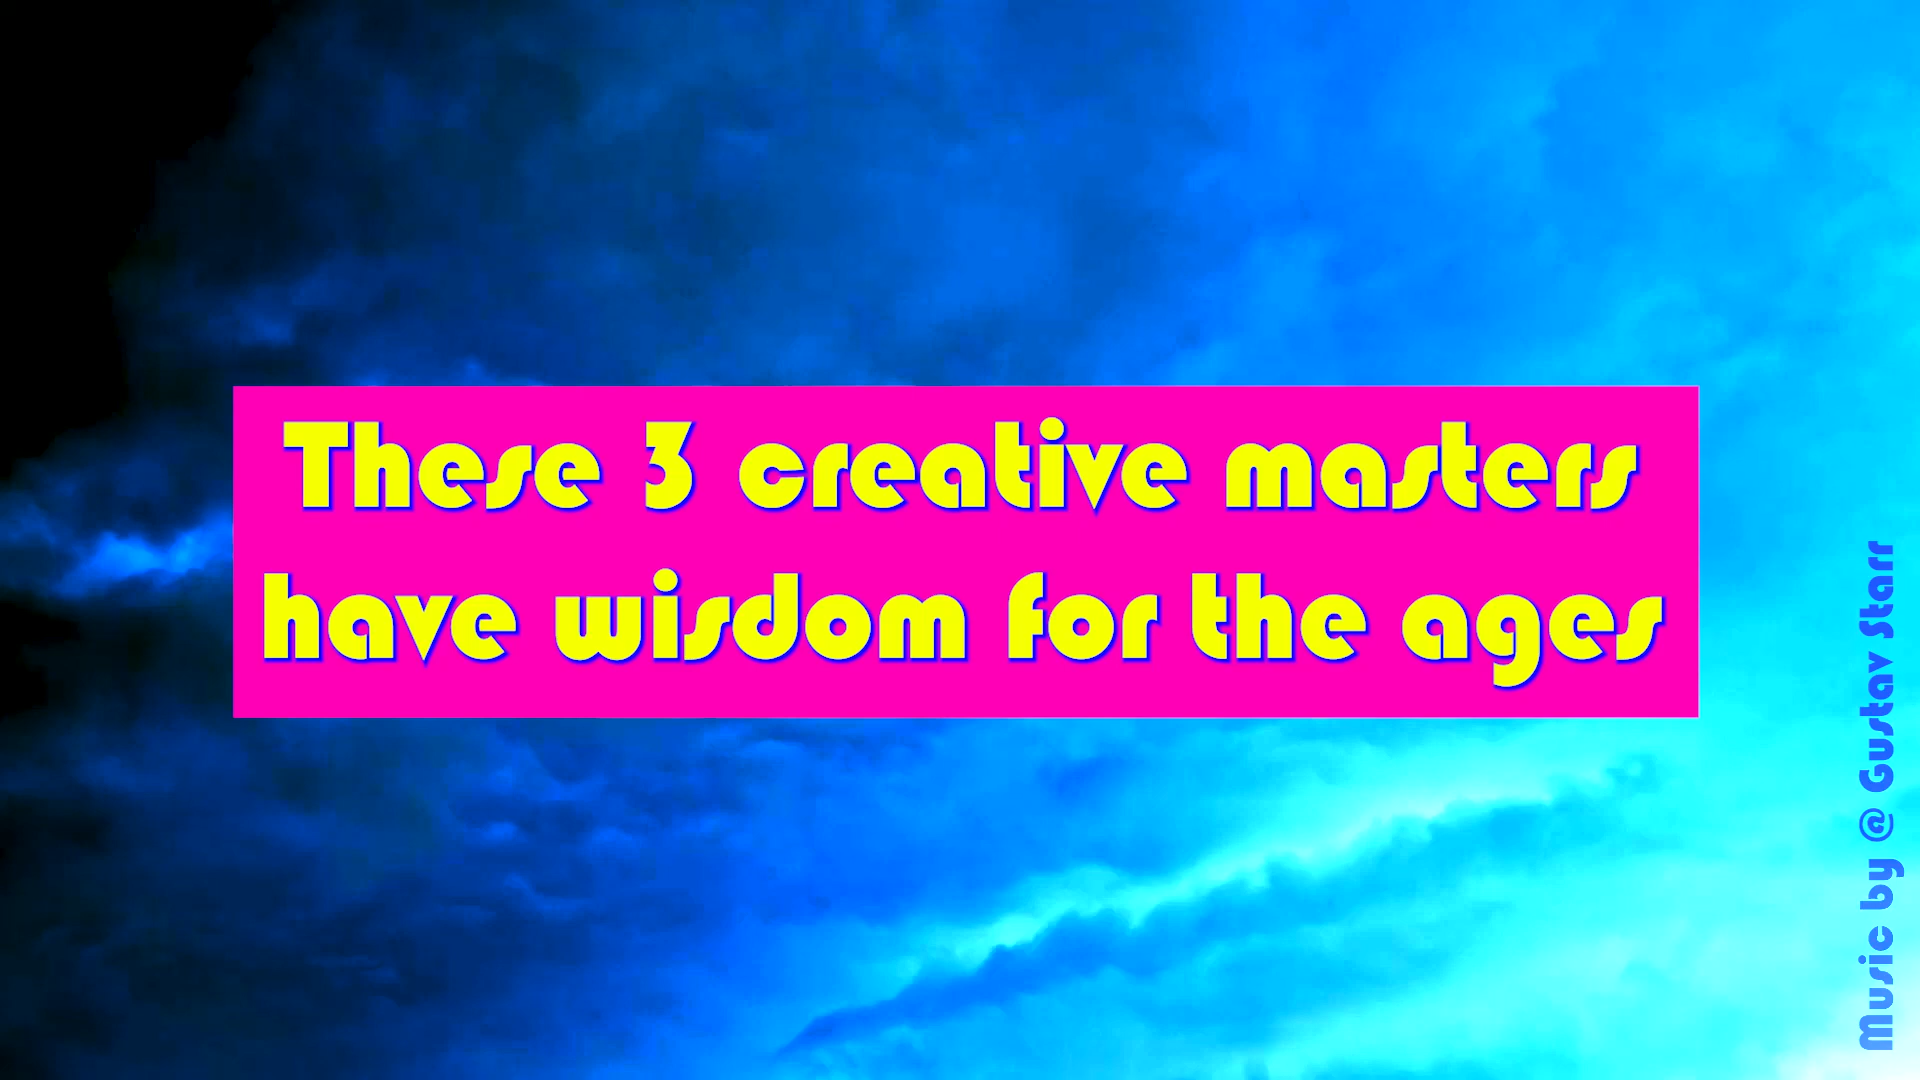 These 3 creative masters
have wisdom for the ages
Music by @ Gustav Starr